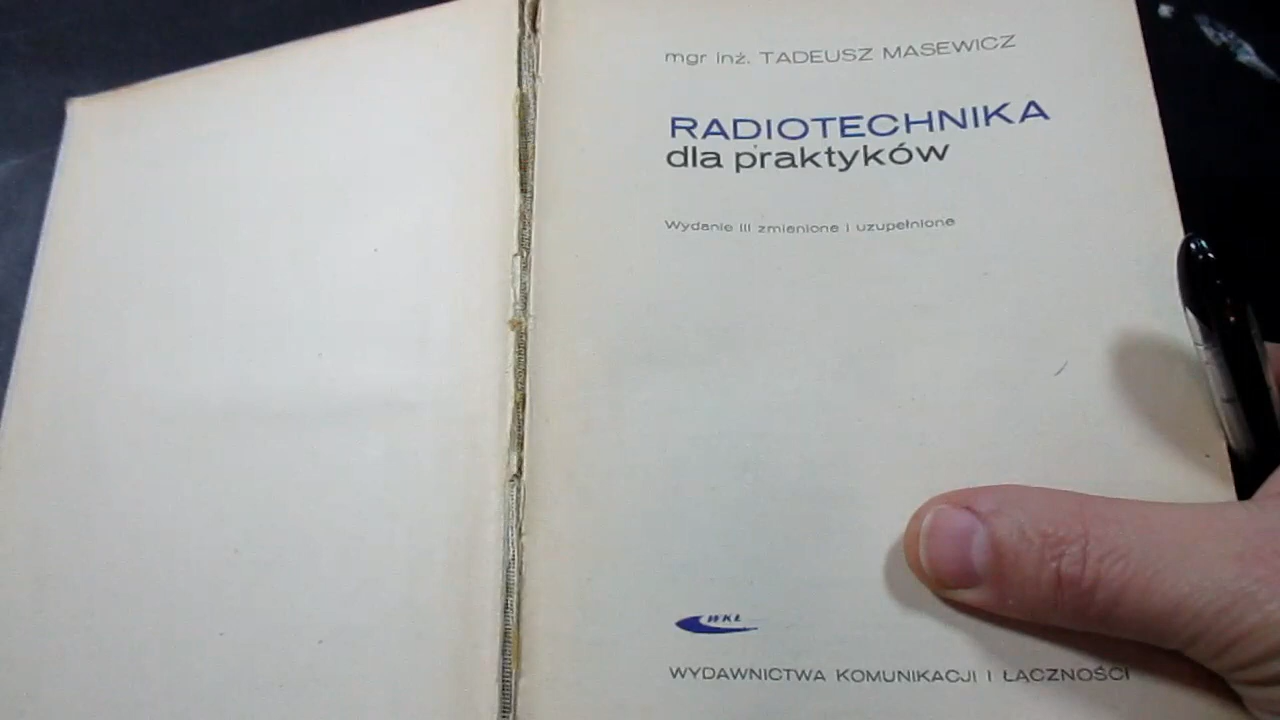 mgr inż. TADEUSZ MASEWICZ
RADIOTECHNIKA
dla praktyków
Wydanie III zmienione i uzupełnione
WKŁ
WYDAWNICTWA KOMUNIKACJI I ŁĄCZNOŚCI